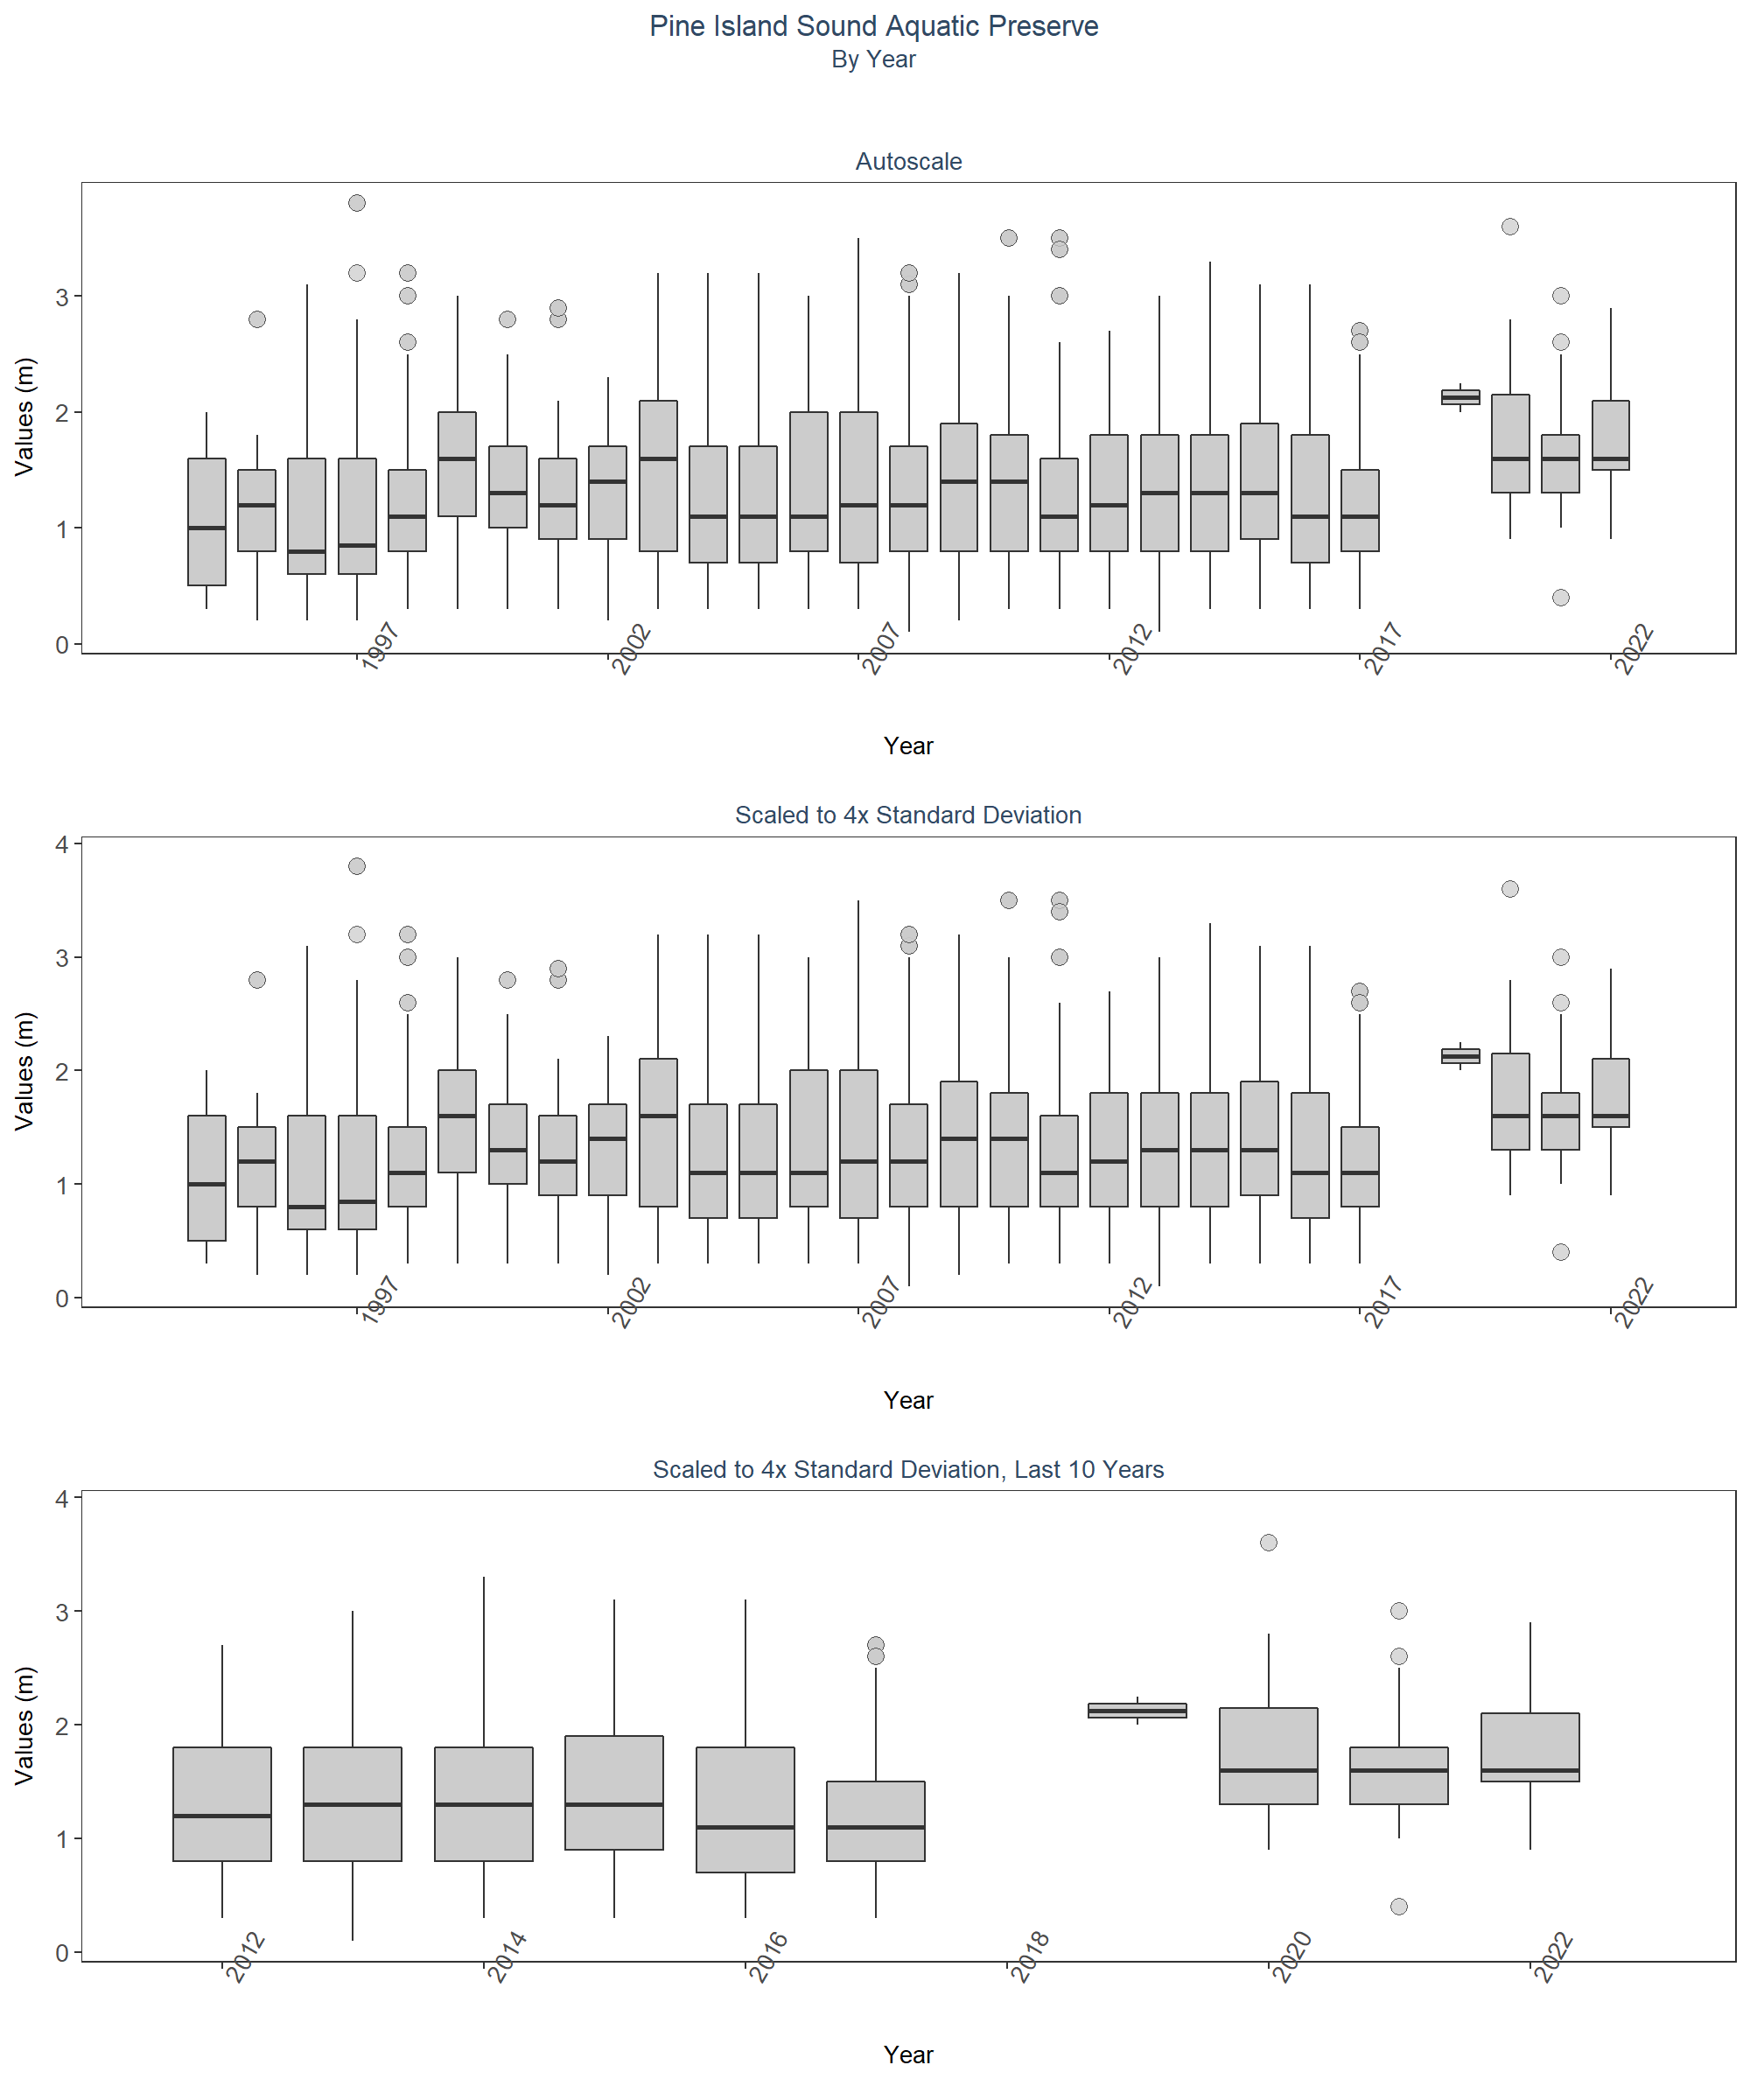 Pine Island Sound Aquatic Preserve
By Year
Autoscale
Values (m)
3
2
1
0
1997 2002 2007 2012 2017 2022
Year
Scaled to 4x Standard Deviation
Values (m)
4
3
2
1
0
1997 2002 2007 2012 2017 2022
Year
Scaled to 4x Standard Deviation, Last 10 Years
Values (m)
4
3
2
1
0
2012 2014 2016 2018 2020 2022
Year